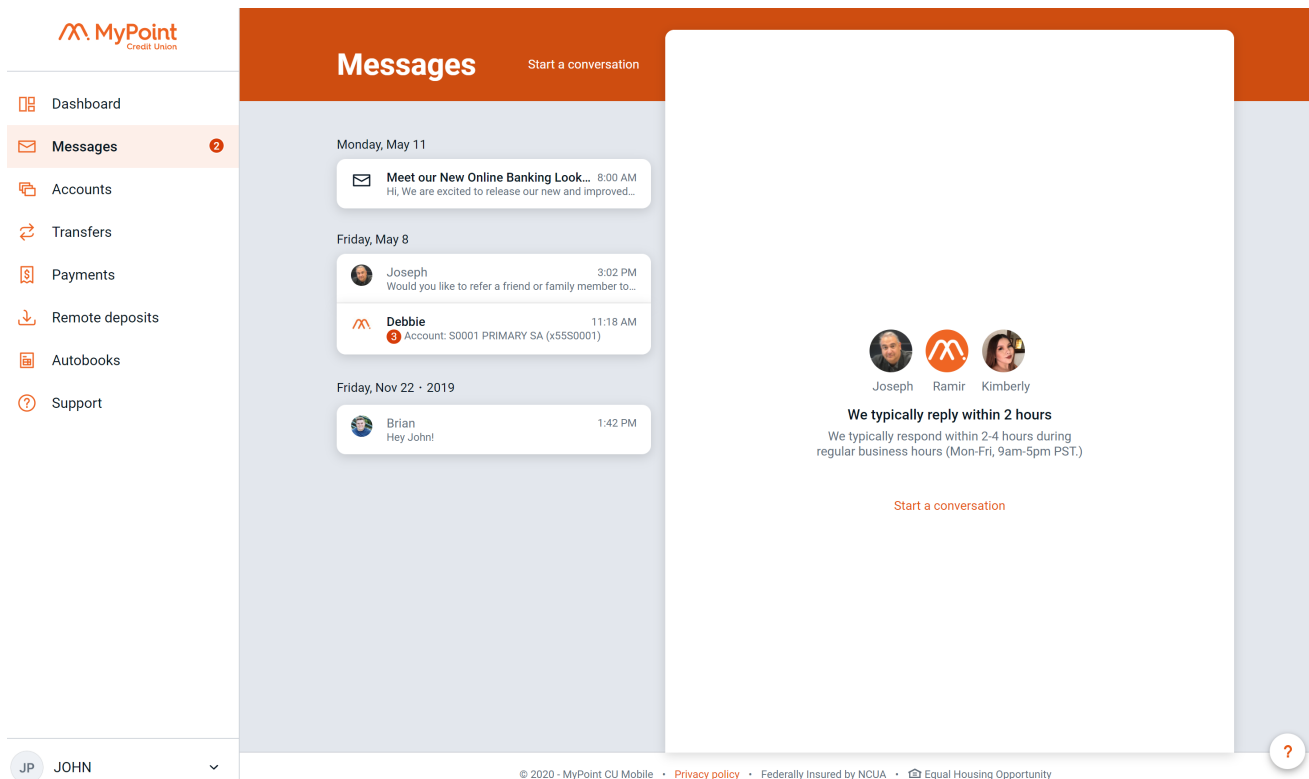 MyPoint
Credit Union
Dashboard
Messages 2
Accounts
Transfers
Payments
Remote deposits
Autobooks
Support
JP JOHN
Messages Start a conversation
Monday, May 11
Meet our New Online Banking Look... 8:00 AM
Hi, We are excited to release our new and improved...
Friday, May 8
Joseph 3:02 PM
Would you like to refer a friend or family member to...
Debbie 11:18 AM
3 Account: S0001 PRIMARY SA (x55S0001)
Friday, Nov 22 · 2019
Brian 1:42 PM
Hey John!
Joseph Ramir Kimberly
We typically reply within 2 hours
We typically respond within 2-4 hours during
regular business hours (Mon-Fri, 9am-5pm PST.)
Start a conversation
?
© 2020 - MyPoint CU Mobile • Privacy policy • Federally Insured by NCUA • Equal Housing Opportunity